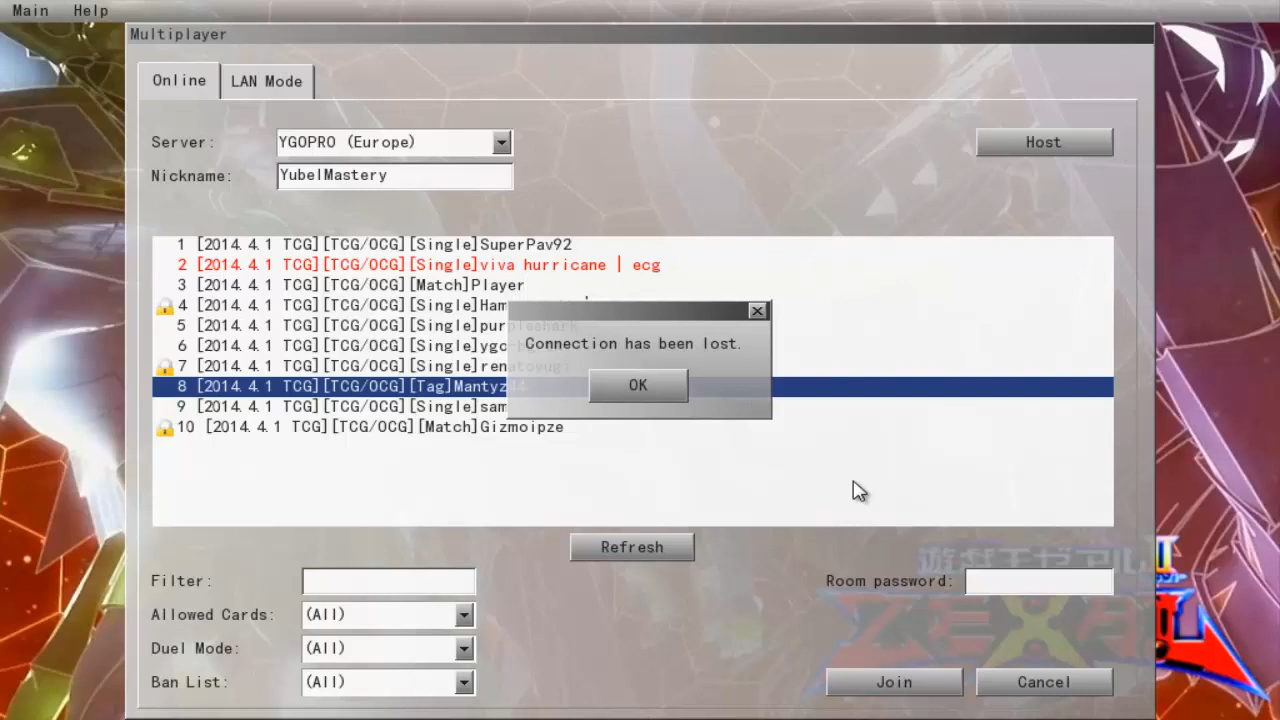 Main Help
Multiplayer
Online LAN Mode
Server: YGOPRO (Europe) Host
Nickname: YubelMastery
1 [2014.4.1 TCG][TCG/OCG][Single]SuperPav92
2 [2014.4.1 TCG][TCG/OCG][Single]viva hurricane | ecg
3 [2014.4.1 TCG][TCG/OCG][Match]Player
4 [2014.4.1 TCG][TCG/OCG][Single]Ham
5 [2014.4.1 TCG][TCG/OCG][Single]purpleshark
6 [2014.4.1 TCG][TCG/OCG][Single]ygo
Connection has been lost.
7 [2014.4.1 TCG][TCG/OCG][Single]renatoyugi
8 [2014.4.1 TCG][TCG/OCG][Tag]Mantyz
OK
9 [2014.4.1 TCG][TCG/OCG][Single]sam
10 [2014.4.1 TCG][TCG/OCG][Match]Gizmoipze
Refresh
Filter: Room password:
Allowed Cards: (All)
Duel Mode: (All)
Ban List: (All) Join Cancel
ZEXAL